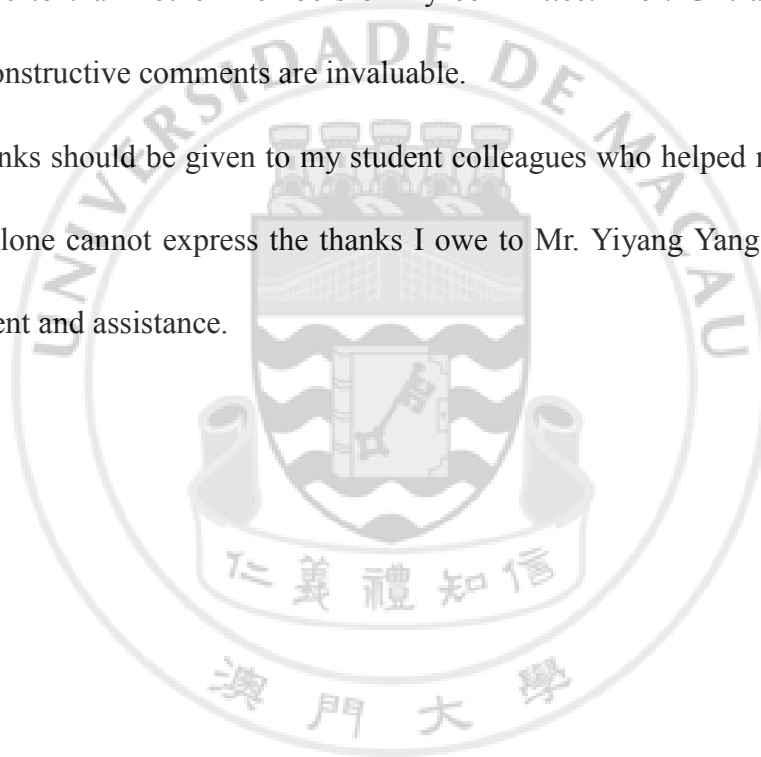 constructive comments are invaluable.
nks should be given to my student colleagues who helped
lone cannot express the thanks I owe to Mr. Yiyang Yang
ent and assistance.
UNIVERSIDADE DE MACAU
仁義禮知信
澳門大學